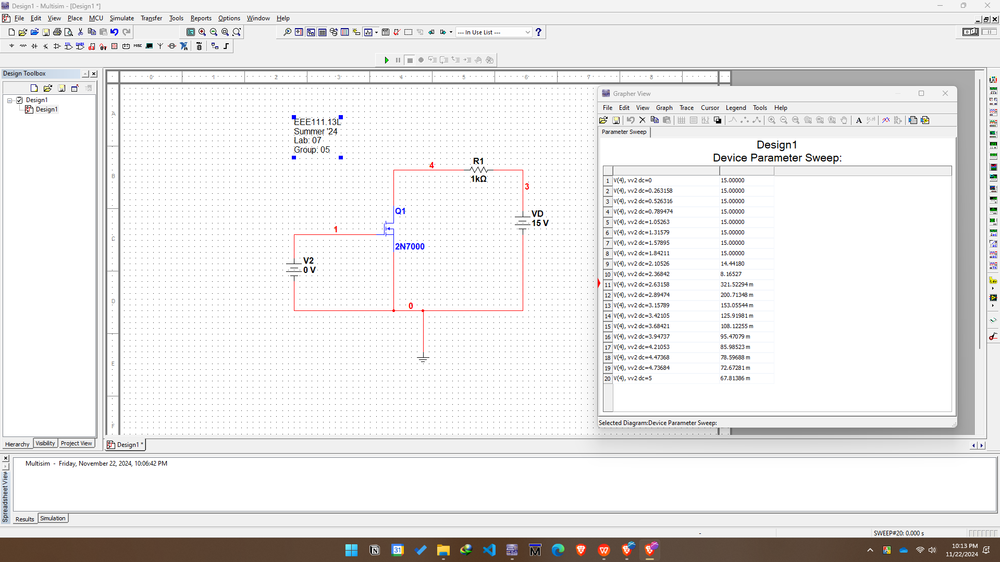 Design1 - Multisim - [Design1 *]
File Edit View Place MCU Simulate Transfer Tools Reports Options Window Help
--- In Use List ---
Design Toolbox
Design1
Design1
0 1 2 3 4 5 6 7 8
A
B
C
D
E
F
EEE111.13L
Summer '24
Lab: 07
Group: 05
4
R1
1kΩ
3
Q1
VD
15 V
1
2N7000
V2
0 V
0
Grapher View
File Edit View Graph Trace Cursor Legend Tools Help
Parameter Sweep
Design1
Device Parameter Sweep:
1 V(4), vv2 dc=0 15.00000
2 V(4), vv2 dc=0.263158 15.00000
3 V(4), vv2 dc=0.526316 15.00000
4 V(4), vv2 dc=0.789474 15.00000
5 V(4), vv2 dc=1.05263 15.00000
6 V(4), vv2 dc=1.31579 15.00000
7 V(4), vv2 dc=1.57895 15.00000
8 V(4), vv2 dc=1.84211 15.00000
9 V(4), vv2 dc=2.10526 14.44180
10 V(4), vv2 dc=2.36842 8.16527
11 V(4), vv2 dc=2.63158 321.52294 m
12 V(4), vv2 dc=2.89474 200.71348 m
13 V(4), vv2 dc=3.15789 153.05544 m
14 V(4), vv2 dc=3.42105 125.91981 m
15 V(4), vv2 dc=3.68421 108.12255 m
16 V(4), vv2 dc=3.94737 95.47079 m
17 V(4), vv2 dc=4.21053 85.98523 m
18 V(4), vv2 dc=4.47368 78.59688 m
19 V(4), vv2 dc=4.73684 72.67281 m
20 V(4), vv2 dc=5 67.81386 m
Selected Diagram:Device Parameter Sweep:
Hierarchy Visibility Project View
Design1 *
Multisim - Friday, November 22, 2024, 10:06:42 PM
Spreadsheet View
Results Simulation
- SWEEP#20: 0.000 s
10:13 PM
11/22/2024